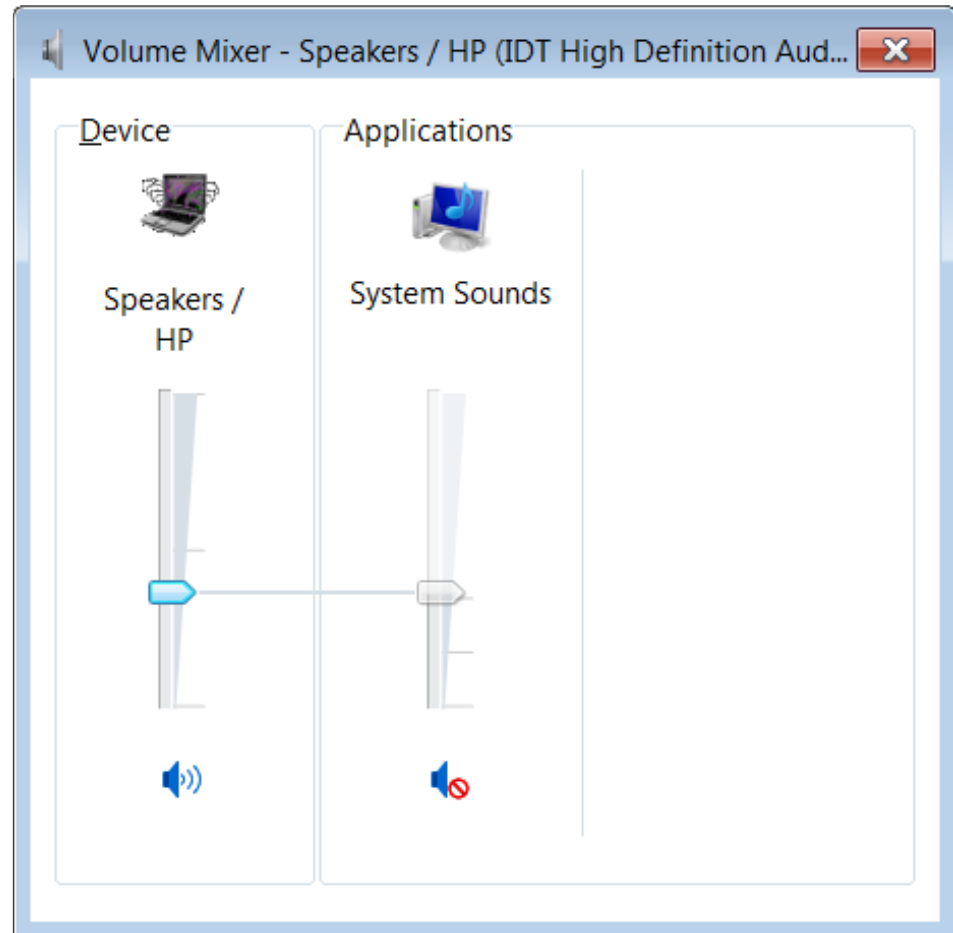 Volume Mixer - Speakers / HP (IDT High Definition Aud...
Device
Applications
Speakers /
HP
System Sounds